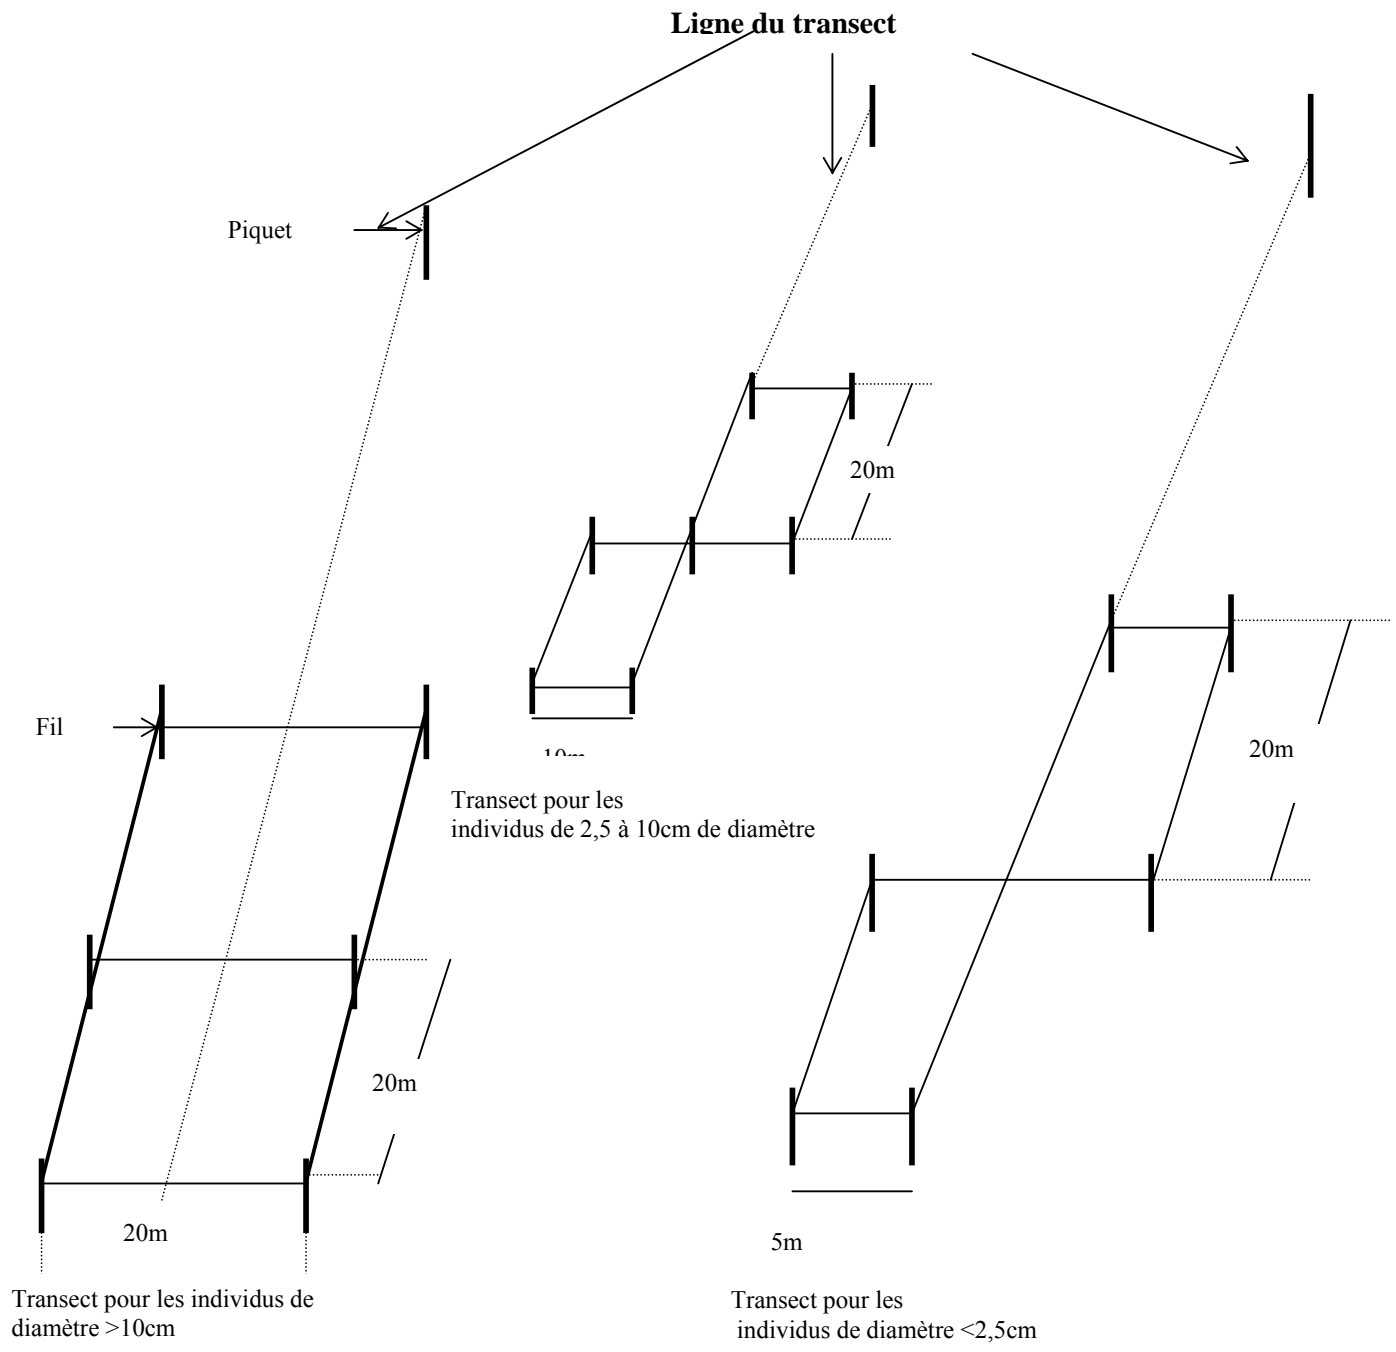 Ligne du transect
Piquet
20m
Fil
10m
20m
Transect pour les
individus de 2,5 à 10cm de diamètre
20m
20m
5m
Transect pour les individus de
diamètre >10cm
Transect pour les
individus de diamètre <2,5cm